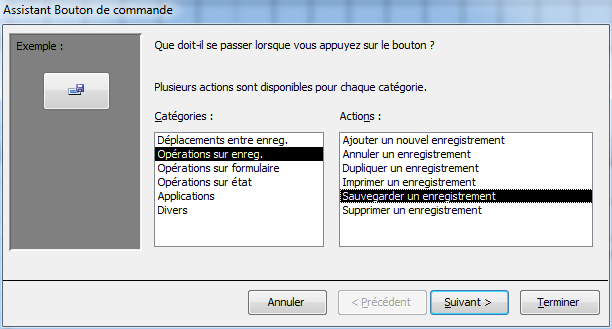 Assistant Bouton de commande
Exemple :
Que doit-il se passer lorsque vous appuyez sur le bouton ?
Plusieurs actions sont disponibles pour chaque catégorie.
Catégories :
Déplacements entre enreg.
Opérations sur enreg.
Opérations sur formulaire
Opérations sur état
Applications
Divers
Actions :
Ajouter un nouvel enregistrement
Annuler un enregistrement
Dupliquer un enregistrement
Imprimer un enregistrement
Sauvegarder un enregistrement
Supprimer un enregistrement
Annuler
< Précédent
Suivant >
Terminer